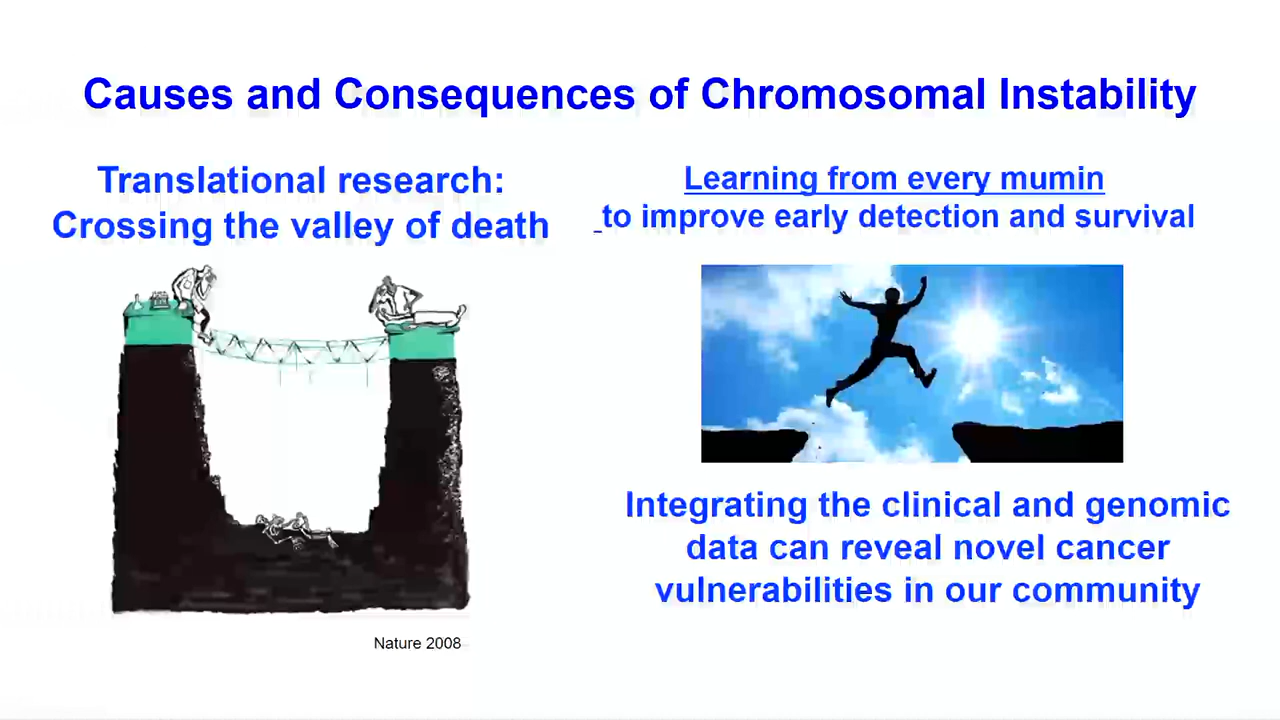 Causes and Consequences of Chromosomal Instability
Translational research:
Crossing the valley of death
Nature 2008
Learning from every mumin
to improve early detection and survival
Integrating the clinical and genomic
data can reveal novel cancer
vulnerabilities in our community